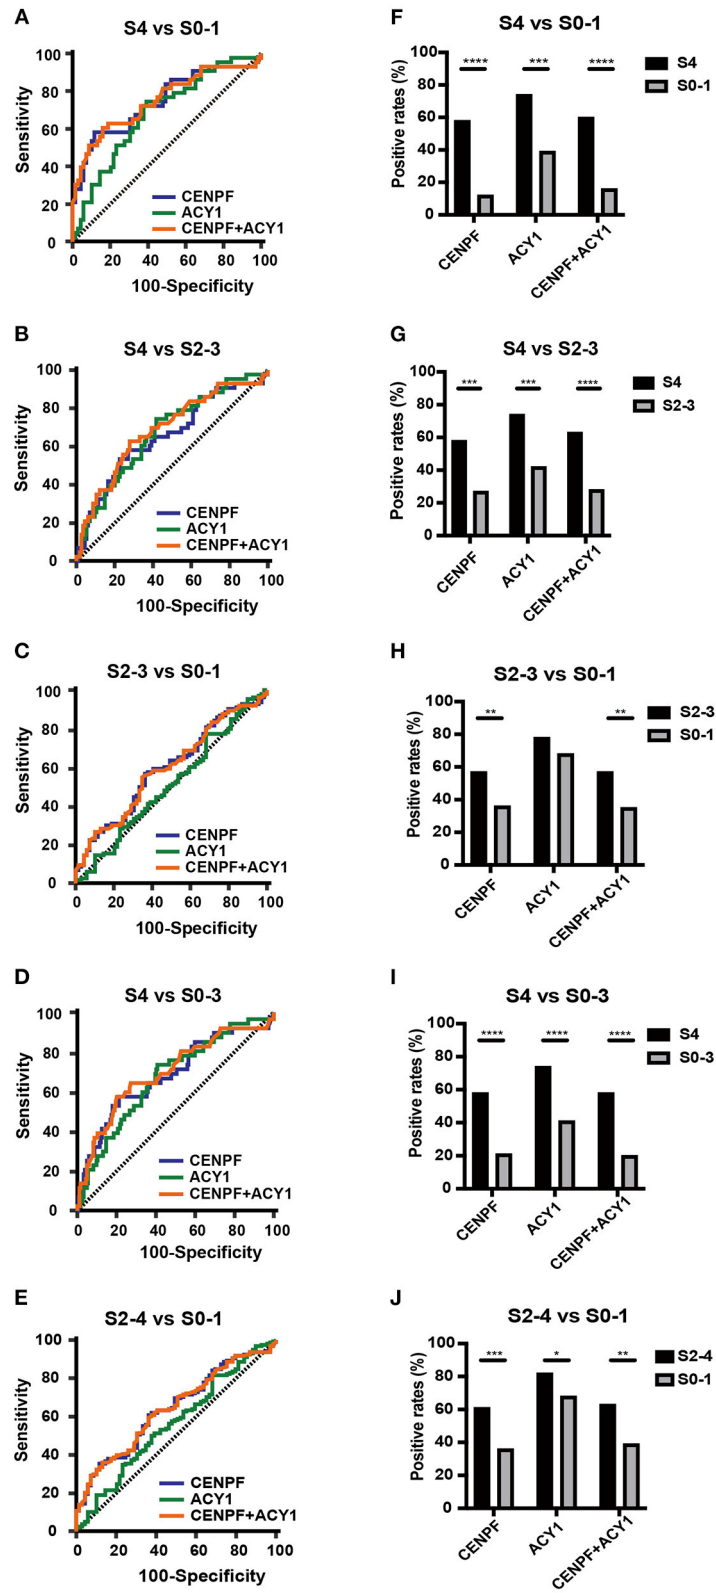 A
S4 vs S0-1
Sensitivity
100
80
60
40
20
0
0 20 40 60 80 100
CENPF
ACY1
CENPF+ACY1
100-Specificity
F
S4 vs S0-1
Positive rates (%)
100
80
60
40
20
0
**** *** ****
S4
S0-1
CENPF
ACY1
CENPF+ACY1
B
S4 vs S2-3
Sensitivity
100
80
60
40
20
0
0 20 40 60 80 100
CENPF
ACY1
CENPF+ACY1
100-Specificity
G
S4 vs S2-3
Positive rates (%)
100
80
60
40
20
0
*** *** ****
S4
S2-3
CENPF
ACY1
CENPF+ACY1
C
S2-3 vs S0-1
Sensitivity
100
80
60
40
20
0
0 20 40 60 80 100
CENPF
ACY1
CENPF+ACY1
100-Specificity
H
S2-3 vs S0-1
Positive rates (%)
100
80
60
40
20
0
** **
S2-3
S0-1
CENPF
ACY1
CENPF+ACY1
D
S4 vs S0-3
Sensitivity
100
80
60
40
20
0
0 20 40 60 80 100
CENPF
ACY1
CENPF+ACY1
100-Specificity
I
S4 vs S0-3
Positive rates (%)
100
80
60
40
20
0
**** **** ****
S4
S0-3
CENPF
ACY1
CENPF+ACY1
E
S2-4 vs S0-1
Sensitivity
100
80
60
40
20
0
0 20 40 60 80 100
CENPF
ACY1
CENPF+ACY1
100-Specificity
J
S2-4 vs S0-1
Positive rates (%)
100
80
60
40
20
0
*** * **
S2-4
S0-1
CENPF
ACY1
CENPF+ACY1